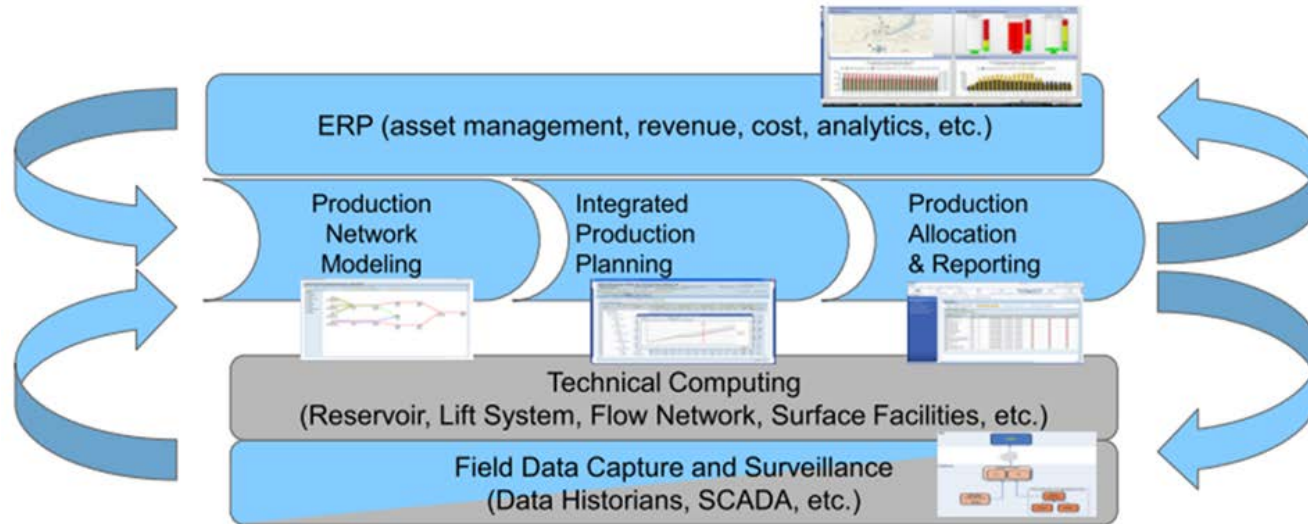 ERP (asset management, revenue, cost, analytics, etc.)
Production
Network
Modeling
Integrated
Production
Planning
Production
Allocation
& Reporting
Technical Computing
(Reservoir, Lift System, Flow Network, Surface Facilities, etc.)
Field Data Capture and Surveillance
(Data Historians, SCADA, etc.)